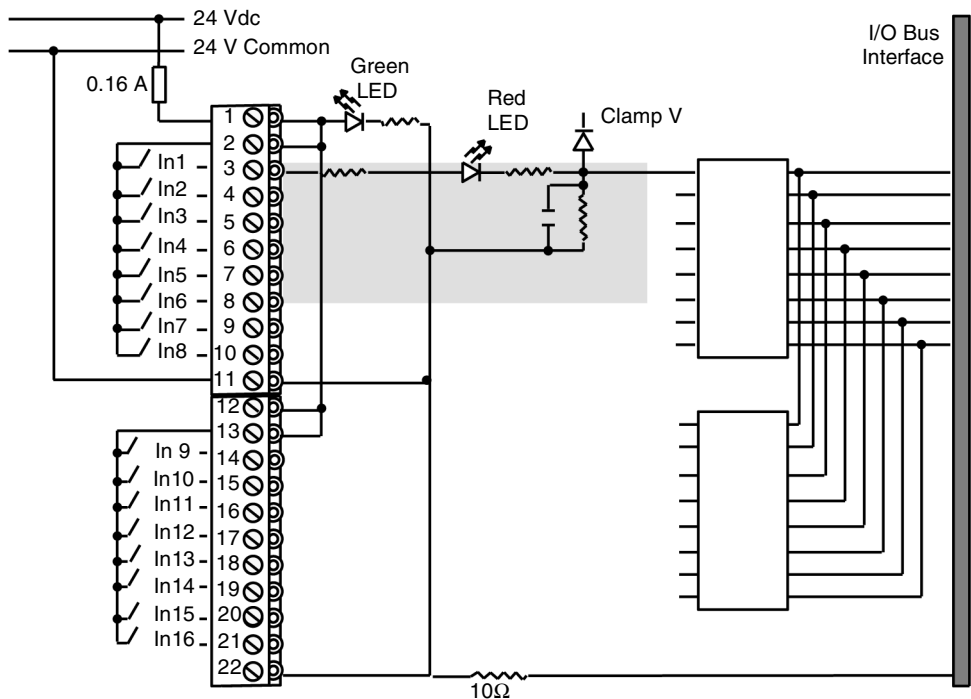 24 Vdc
24 V Common
I/O Bus
Interface
0.16 A
Green
LED
Red
LED
Clamp V
1
2
In1 3
In2 4
In3 5
In4 6
In5 7
In6 8
In7 9
In8 10
11
12
13
In 9 14
In10 15
In11 16
In12 17
In13 18
In14 19
In15 20
In16 21
22
10Ω